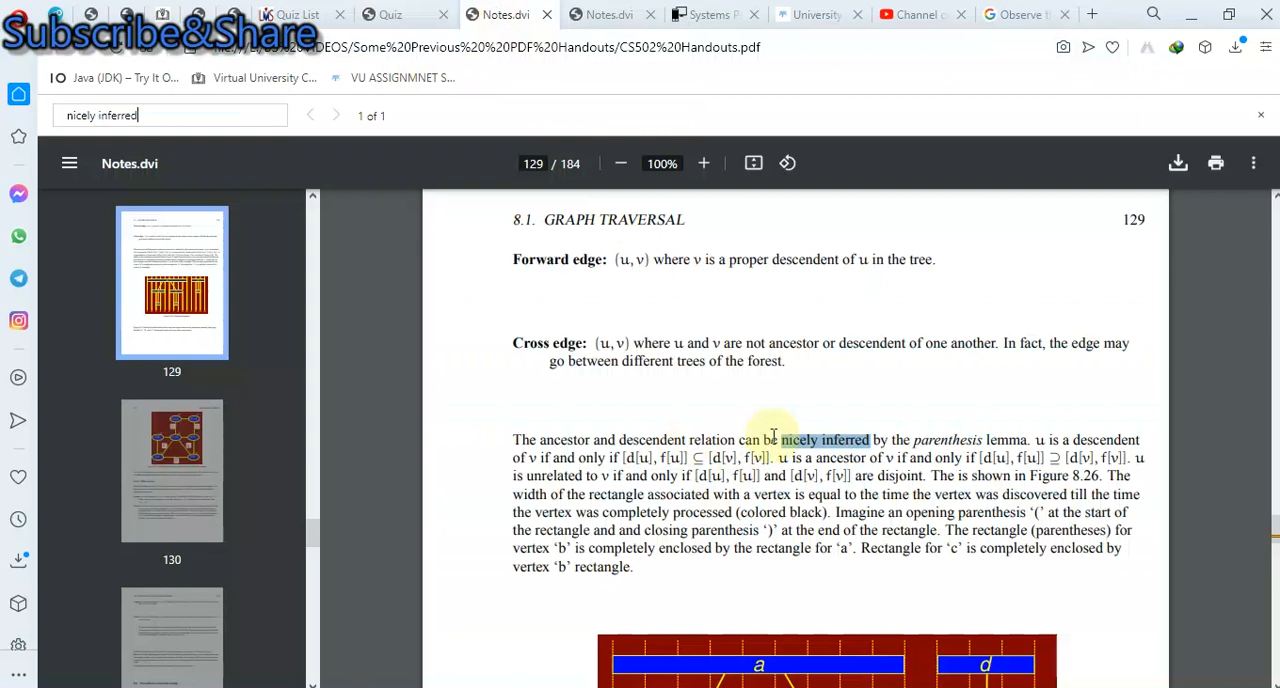 Quiz List
Quiz
Notes.dvi
Notes.dvi
Systems P
University
Channel c
Observe t
Subscribe&Share
EOS/Some%20Previous%20%20PDF%20Handouts/CS502%20Handouts.pdf
Java (JDK) – Try It O...
Virtual University C...
VU ASSIGNMNET S...
nicely inferred
1 of 1
Notes.dvi
129 / 184
100%
8.1. GRAPH TRAVERSAL 129
Forward edge: (u, v) where v is a proper descendent of u in the tree.
Cross edge: (u, v) where u and v are not ancestor or descendent of one another. In fact, the edge may
go between different trees of the forest.
The ancestor and descendent relation can be nicely inferred by the parenthesis lemma. u is a descendent
of v if and only if [d[u], f[u]] ⊆ [d[v], f[v]]. u is a ancestor of v if and only if [d[u], f[u]] ⊇ [d[v], f[v]]. u
is unrelated to v if and only if [d[u], f[u]] and [d[v], f[v]] are disjoint. The is shown in Figure 8.26. The
width of the rectangle associated with a vertex is equal to the time the vertex was discovered till the time
the vertex was completely processed (colored black). Imagine an opening parenthesis ‘(’ at the start of
the rectangle and and closing parenthesis ‘)’ at the end of the rectangle. The rectangle (parentheses) for
vertex ‘b’ is completely enclosed by the rectangle for ‘a’. Rectangle for ‘c’ is completely enclosed by
vertex ‘b’ rectangle.
a
d
129
130